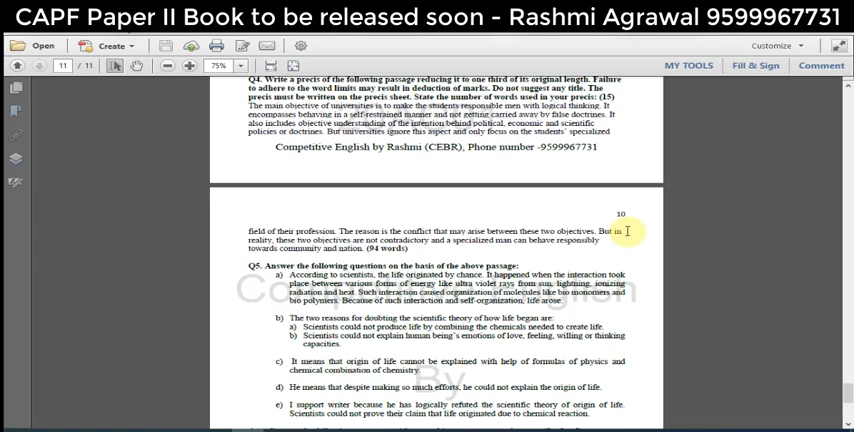 CAPF Paper II Book to be released soon - Rashmi Agrawal 9599967731
Open Create Customize
11 / 11 75% MY TOOLS Fill & Sign Comment
Q4. Write a precis of the following passage reducing it to one third of its original length. Failure
to adhere to the word limits may result in deduction of marks. Do not suggest any title. The
precis must be written on the precis sheet. State the number of words used in your precis: (15)
The main objective of universities to make the students responsible men with logical thinking. It
encompasses behaving in a self-restrained manner and not getting carried away by false doctrines. It
also includes objective understanding of the intention behind political, economic and scientific
policies or doctrines. But universities ignore this aspect and only focus on the students' specialized
Competitive English by Rashmi (CEBR), Phone number -9599967731
10
field of their profession. The reason is the conflict that may arise between these two objectives. But in
reality, these two objectives are not contradictory and a specialized man can behave responsibly
towards community and nation. (94 words)
Q5. Answer the following questions on the basis of the above passage:
a) According to scientists, the life originated by chance. It happened when the interaction took
place between various forms of energy like ultra violet rays from sun, lightning, ionizing
radiation and heat. Such interaction caused organization of molecules like bio monomers and
bio polymers. Because of such interaction and self-organization, life arose.
b) The two reasons for doubting the scientific theory of how life began are:
a) Scientists could not produce life by combining the chemicals needed to create life.
b) Scientists could not explain human being's emotions of love, feeling, willing or thinking
capacities.
c) It means that origin of life cannot be explained with help of formulas of physics and
chemical combination of chemistry.
d) He means that despite making so much efforts, he could not explain the origin of life.
e) I support writer because he has logically refuted the scientific theory of origin of life.
Scientists could not prove their claim that life originated due to chemical reaction.
By